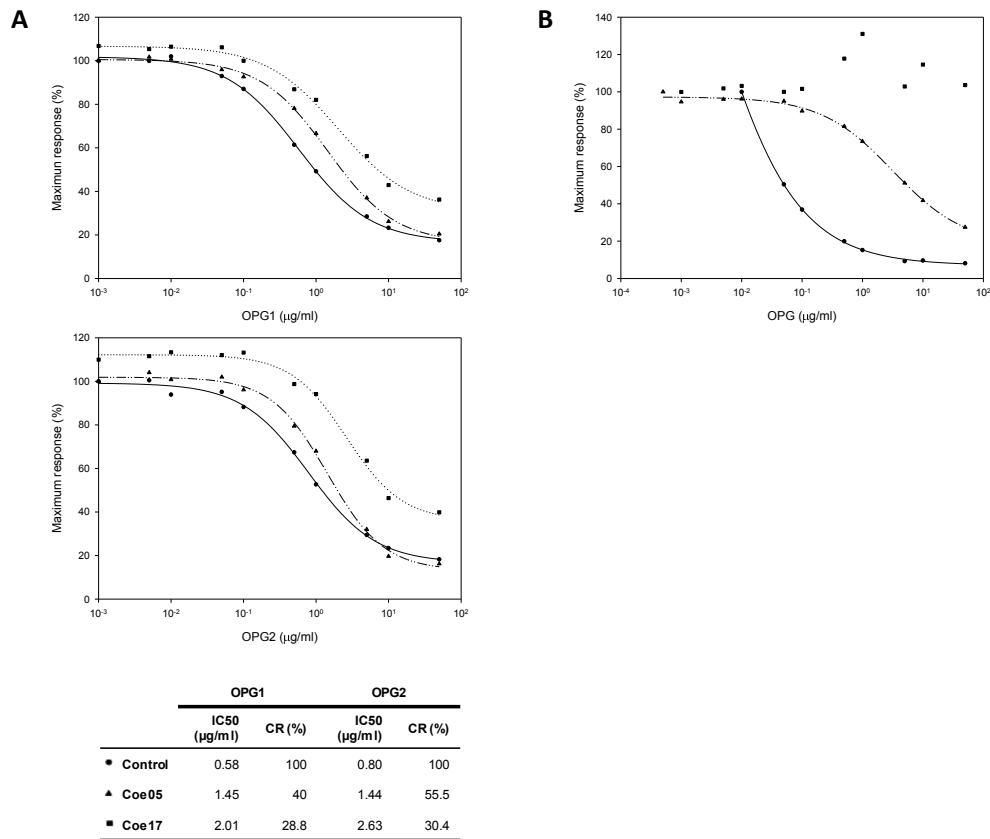 A
120
100
80
60
40
20
0
Maximun response (%)
10-3 10-2 10-1 100 101 102
OPG1 (µg/ml)
120
100
80
60
40
20
0
Maximum response (%)
10-3 10-2 10-1 100 101 102
OPG2 (µg/ml)
B
140
120
100
80
60
40
20
0
Maximum response (%)
10-4 10-3 10-2 10-1 100 101 102
OPG (µg/ml)
OPG1 OPG2
IC50 (µg/ml) CR (%) IC50 (µg/ml) CR (%)
Control 0.58 100 0.80 100
Coe05 1.45 40 1.44 55.5
Coe17 2.01 28.8 2.63 30.4